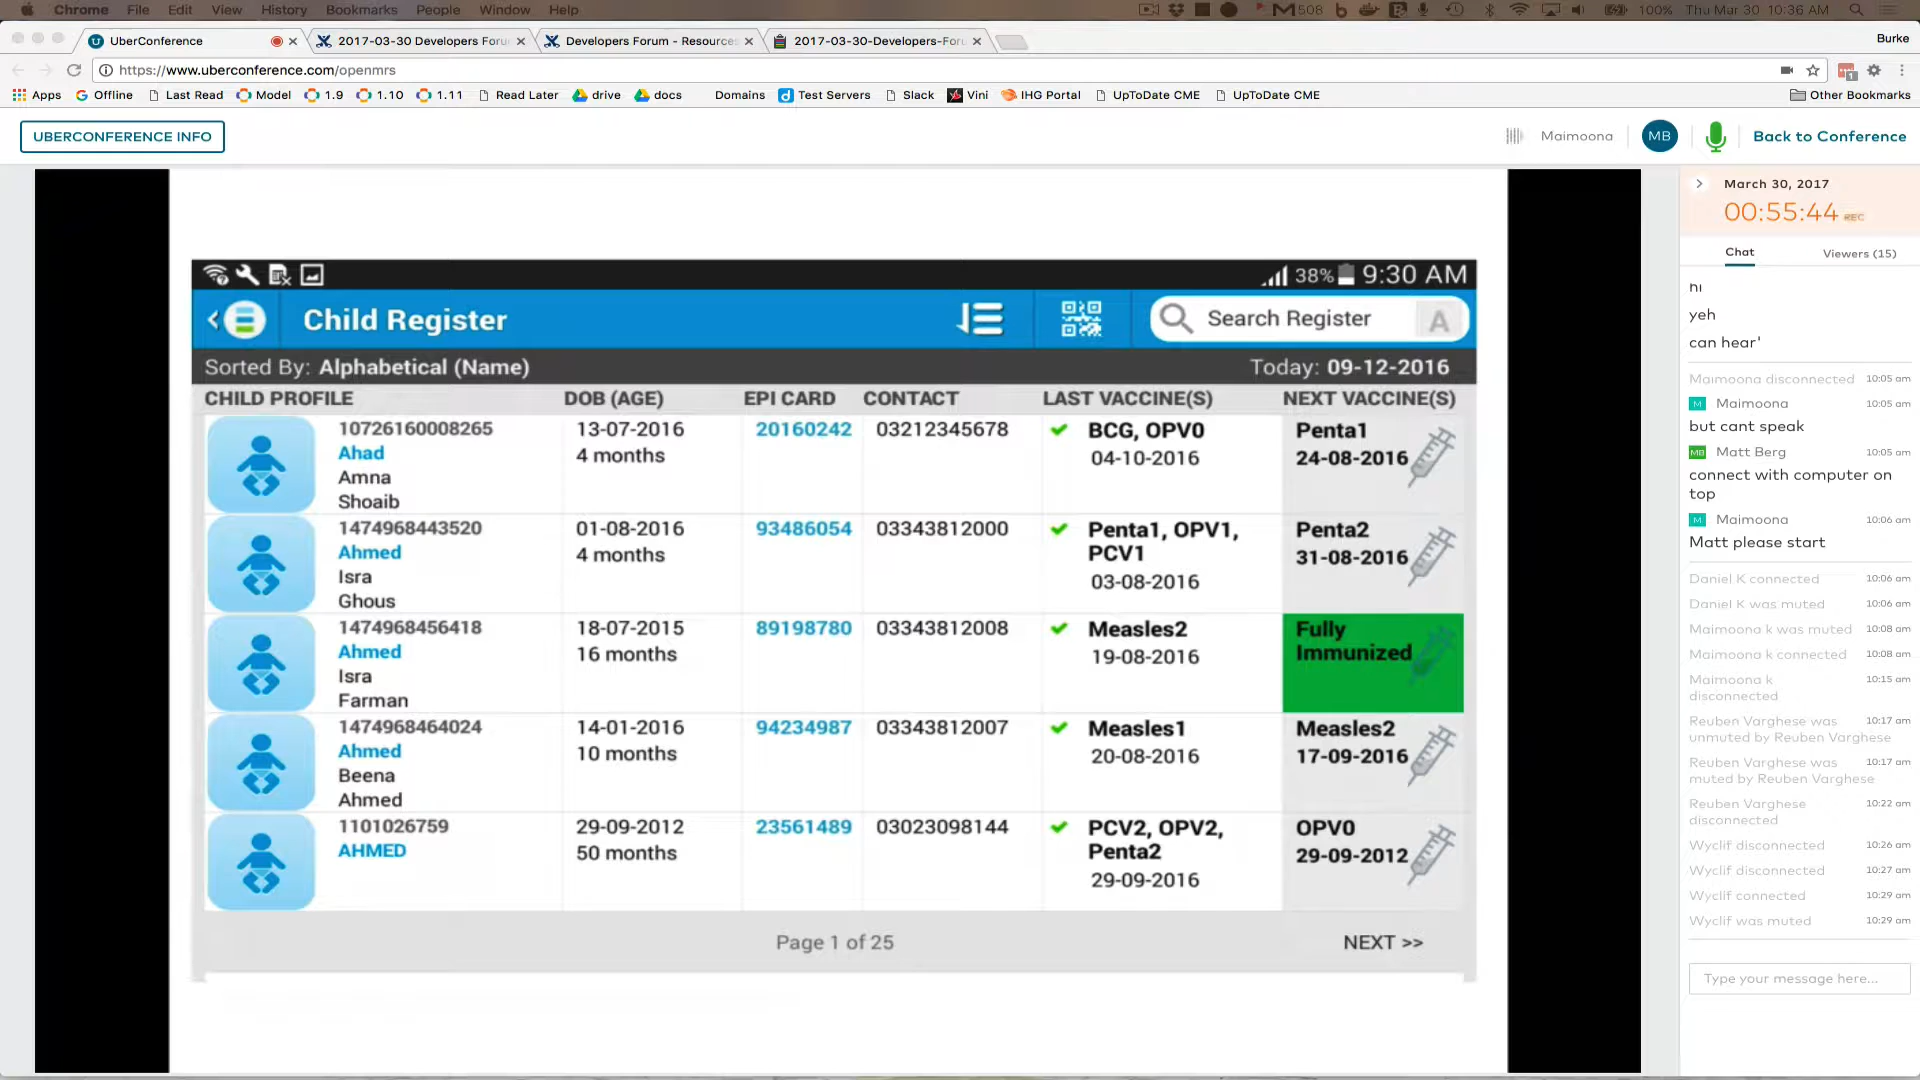 Chrome File Edit View History Bookmarks People Window Help 508 100% Thu Mar 30 10:36 AM
UberConference 2017-03-30 Developers Foru Developers Forum - Resources 2017-03-30-Developers-For Burke
https://www.uberconference.com/openmrs
Apps Offline Last Read Model 1.9 1.10 1.11 Read Later drive docs Domains Test Servers Slack Vini IHG Portal UpToDate CME UpToDate CME Other Bookmarks
UBERCONFERENCE INFO Maimoona MB Back to Conference
38% 9:30 AM
Child Register Search Register A
Sorted By: Alphabetical (Name) Today: 09-12-2016
CHILD PROFILE DOB (AGE) EPI CARD CONTACT LAST VACCINE(S) NEXT VACCINE(S)
10726160008265 13-07-2016 20160242 03212345678 BCG, OPV0 Penta1
Ahad 4 months 04-10-2016 24-08-2016
Amna
Shoaib
1474968443520 01-08-2016 93486054 03343812000 Penta1, OPV1, Penta2
Ahmed 4 months PCV1 31-08-2016
Isra 03-08-2016
Ghous
1474968456418 18-07-2015 89198780 03343812008 Measles2 Fully
Ahmed 16 months 19-08-2016 Immunized
Isra
Farman
1474968464024 14-01-2016 94234987 03343812007 Measles1 Measles2
Ahmed 10 months 20-08-2016 17-09-2016
Beena
Ahmed
1101026759 29-09-2012 23561489 03023098144 PCV2, OPV2, OPV0
AHMED 50 months Penta2 29-09-2012
29-09-2016
Page 1 of 25 NEXT >>
March 30, 2017
00:55:44 REC
Chat Viewers (15)
hi
yeh
can hear'
Maimoona disconnected 10:05 am
M Maimoona 10:05 am
but cant speak
MB Matt Berg 10:05 am
connect with computer on
top
M Maimoona 10:06 am
Matt please start
Daniel K connected 10:06 am
Daniel K was muted 10:06 am
Maimoona k was muted 10:08 am
Maimoona k connected 10:08 am
Maimoona k 10:15 am
disconnected
Reuben Varghese was 10:17 am
unmuted by Reuben Varghese
Reuben Varghese was 10:17 am
muted by Reuben Varghese
Reuben Varghese 10:22 am
disconnected
Wyclif disconnected 10:26 am
Wyclif disconnected 10:27 am
Wyclif connected 10:29 am
Wyclif was muted 10:29 am
Type your message here...